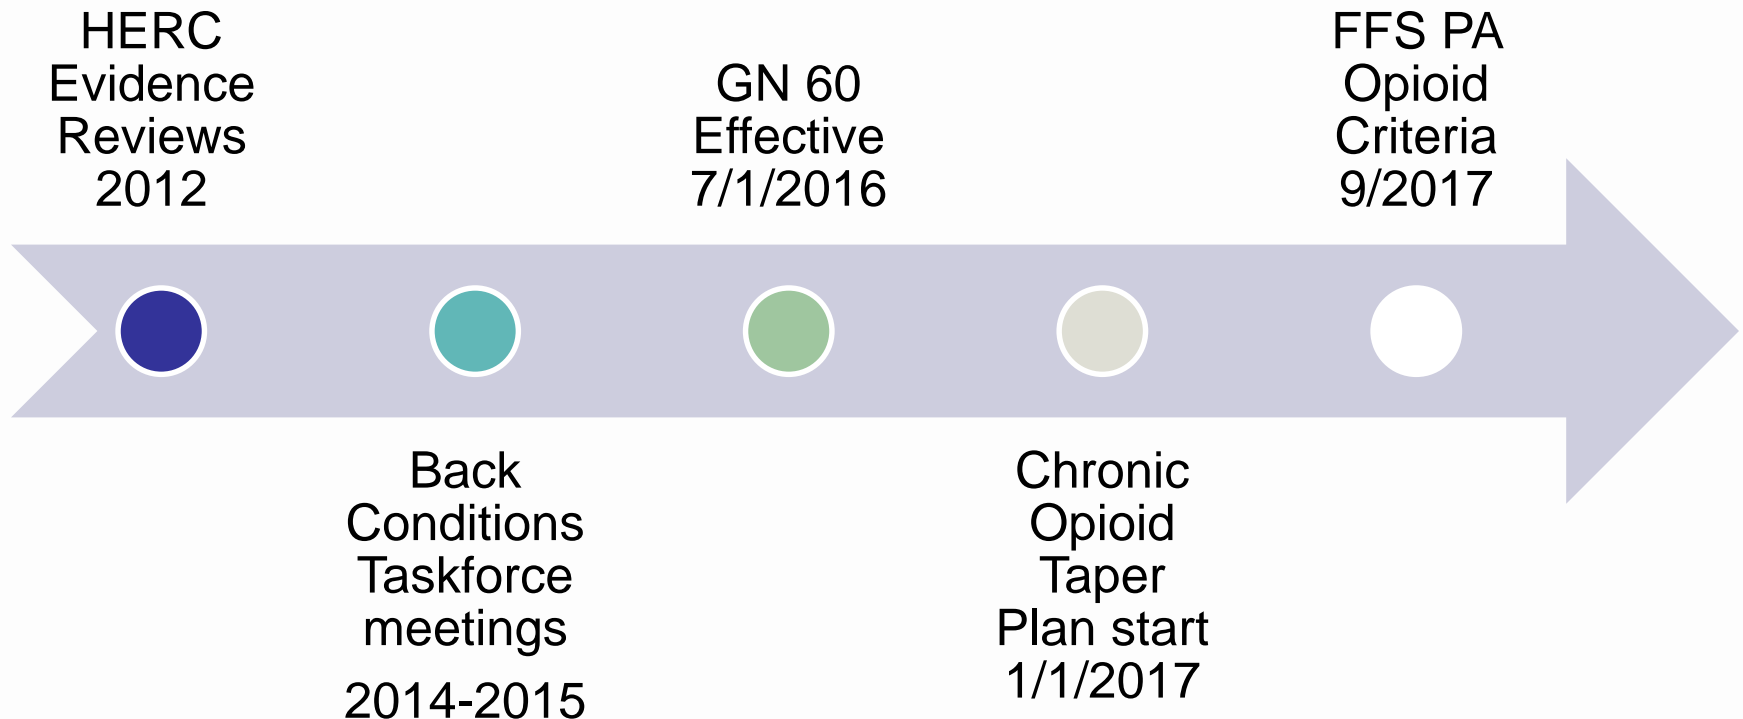 HERC
Evidence
Reviews
2012
Back
Conditions
Taskforce
meetings
2014-2015
GN 60
Effective
7/1/2016
Chronic
Opioid
Taper
Plan start
1/1/2017
FFS PA
Opioid
Criteria
9/2017